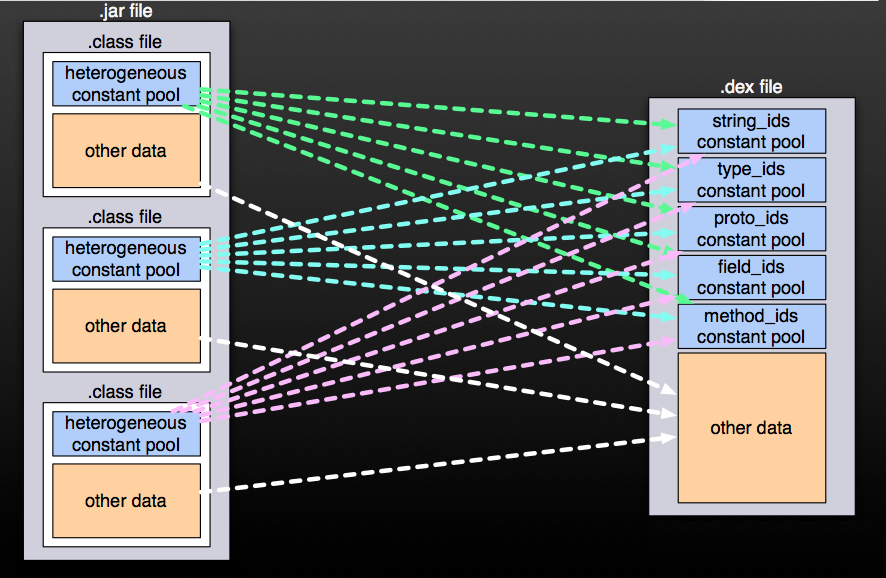 .jar file
.class file
heterogeneous
constant pool
other data
.class file
heterogeneous
constant pool
other data
.class file
heterogeneous
constant pool
other data
.dex file
string_ids
constant pool
type_ids
constant pool
proto_ids
constant pool
field_ids
constant pool
method_ids
constant pool
other data